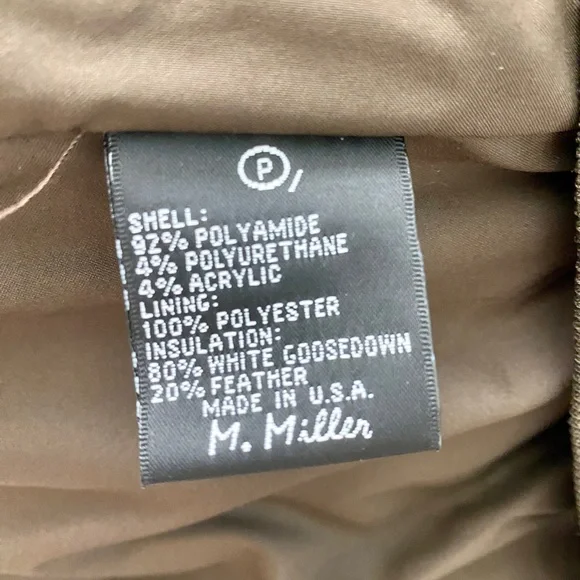 P
SHELL:
92% POLYAMIDE
4% POLYURETHANE
4% ACRYLIC
LINING:
100% POLYESTER
INSULATION:
80% WHITE GOOSEDOWN
20% FEATHER
MADE IN U.S.A.
M. Miller